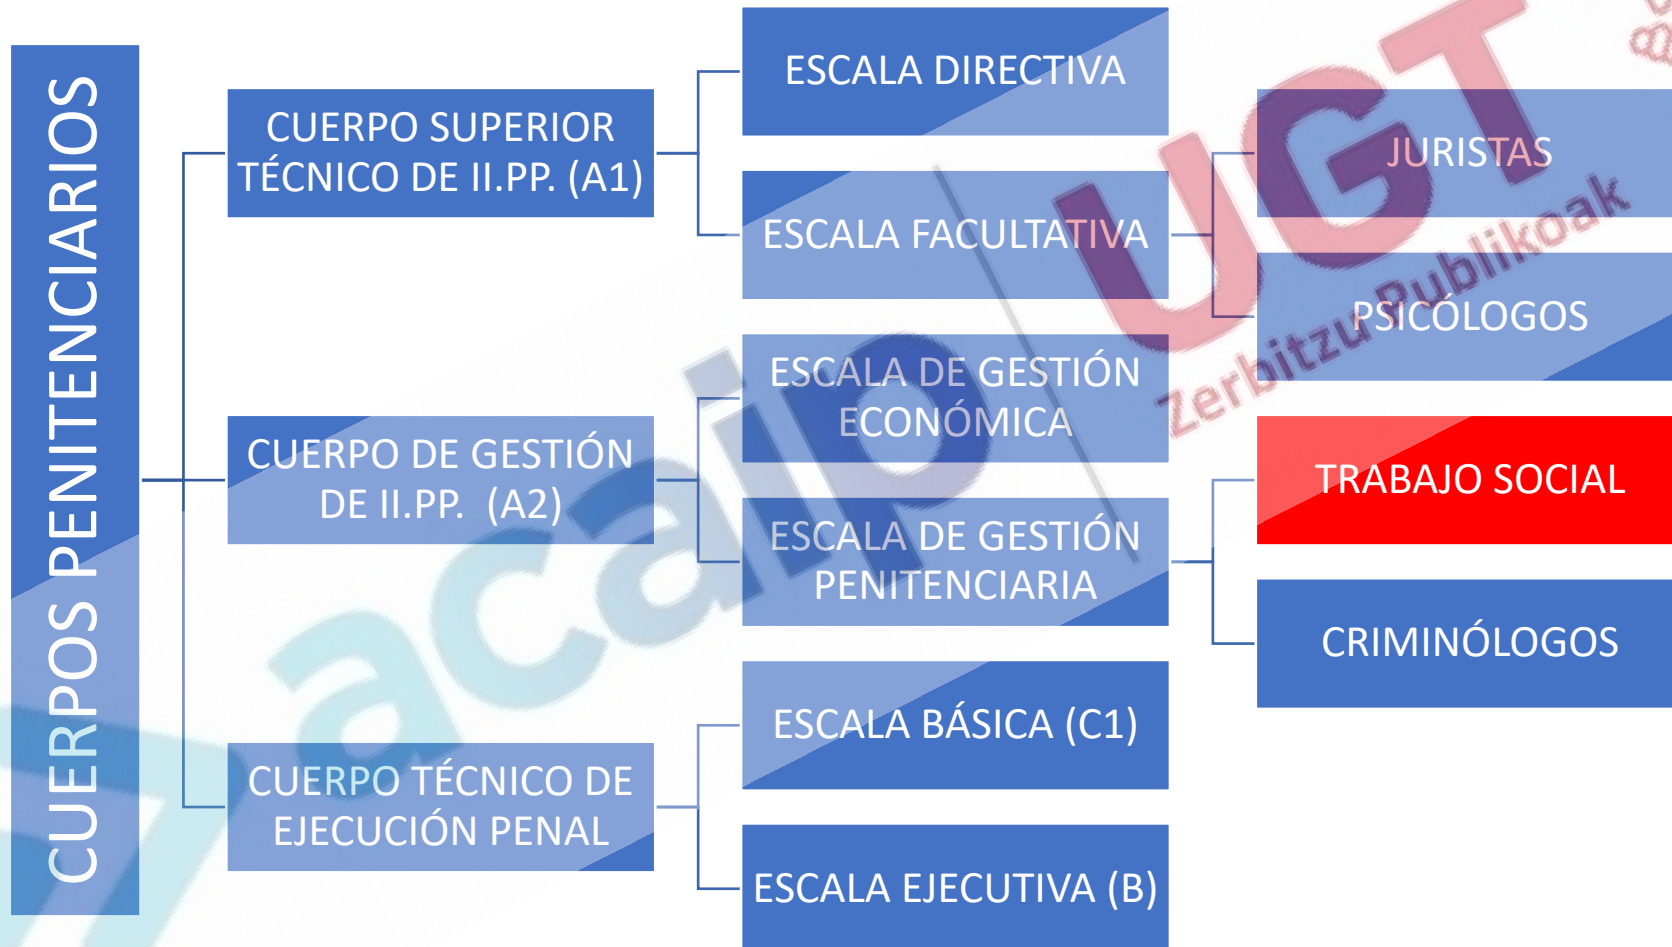 CUERPOS PENITENCIARIOS
CUERPO SUPERIOR
TÉCNICO DE II.PP. (A1)
ESCALA DIRECTIVA
ESCALA FACULTATIVA
JURISTAS
PSICÓLOGOS
CUERPO DE GESTIÓN
DE II.PP. (A2)
ESCALA DE GESTIÓN
ECONÓMICA
ESCALA DE GESTIÓN
PENITENCIARIA
TRABAJO SOCIAL
CRIMINÓLOGOS
CUERPO TÉCNICO DE
EJECUCIÓN PENAL
ESCALA BÁSICA (C1)
ESCALA EJECUTIVA (B)
acaip
UGT
Zerbitzu Publikoak